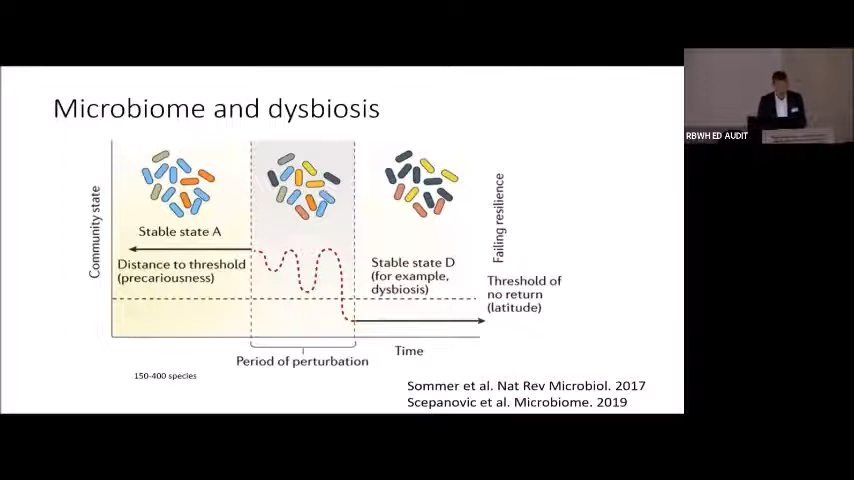 Microbiome and dysbiosis
Community state
Stable state A
Distance to threshold
(precariousness)
Stable state D
(for example,
dysbiosis)
Failing resilience
Threshold of
no return
(latitude)
Time
Period of perturbation
150-400 species
Sommer et al. Nat Rev Microbiol. 2017
Scepanovic et al. Microbiome. 2019
RBWH ED AUDIT